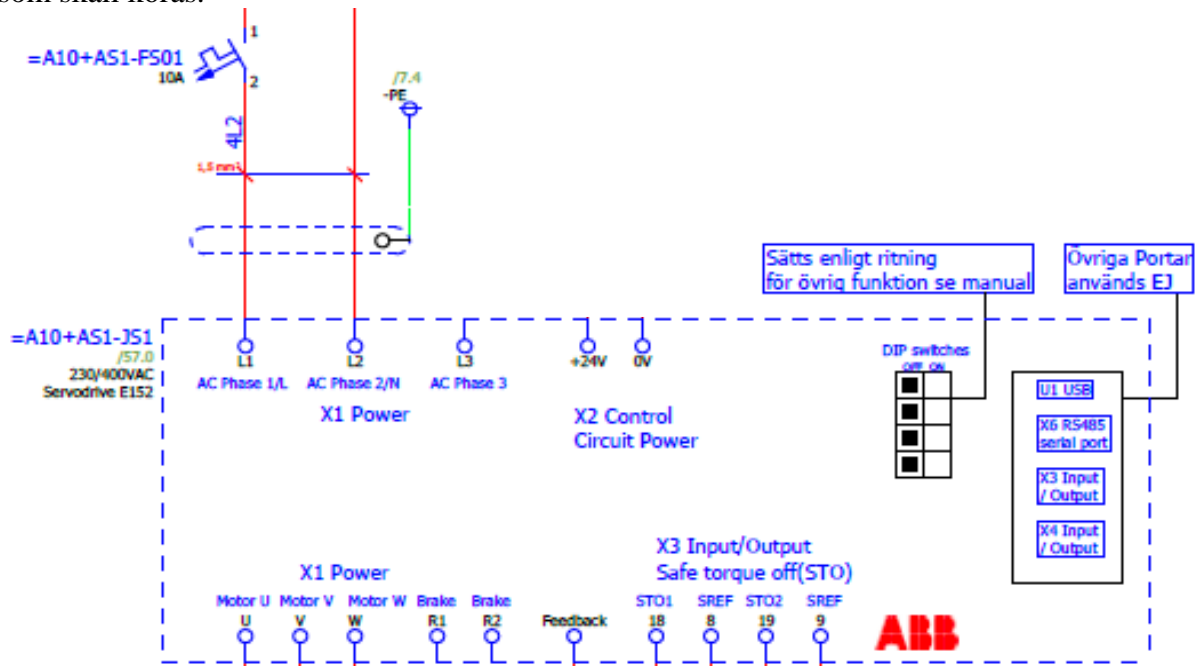 som skall köras.
1
=A10+AS1-FS01
10A
2
/7.4
-PE
4L2
1,5 mm²
Sätts enligt ritning
för övrig funktion se manual
Övriga Portar
används EJ
=A10+AS1-JS1
/57.0
230/400VAC
Servodrive E152
L1
L2
L3
+24V
0V
AC Phase 1/L
AC Phase 2/N
AC Phase 3
X1 Power
X2 Control
Circuit Power
DIP switches
OFF ON
U1 USB
X6 RS485
serial port
X3 Input
/ Output
X4 Input
/ Output
X1 Power
X3 Input/Output
Safe torque off(STO)
Motor U
Motor V
Motor W
Brake
Brake
STO1
SREF
STO2
SREF
U
V
W
R1
R2
Feedback
18
8
19
9
ABB